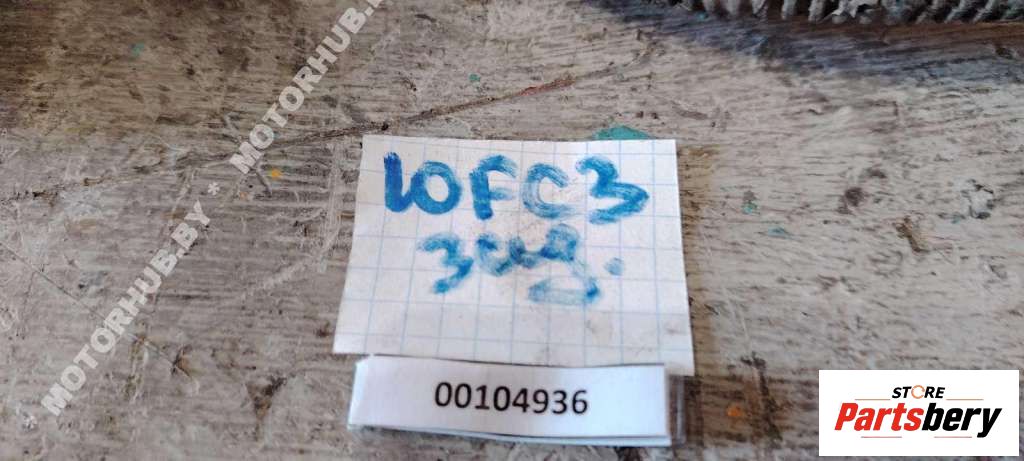 MOTORHUB.BY * MOTORHUB.BY
10FC3
00104936
STORE
Partsbery